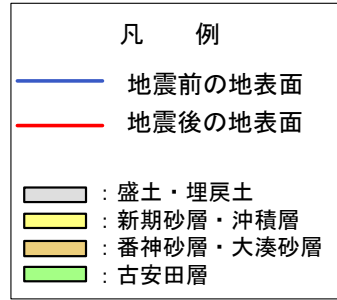 凡 例
地震前の地表面
地震後の地表面
：盛土・埋戻土
：新期砂層・沖積層
：番神砂層・大湊砂層
：古安田層